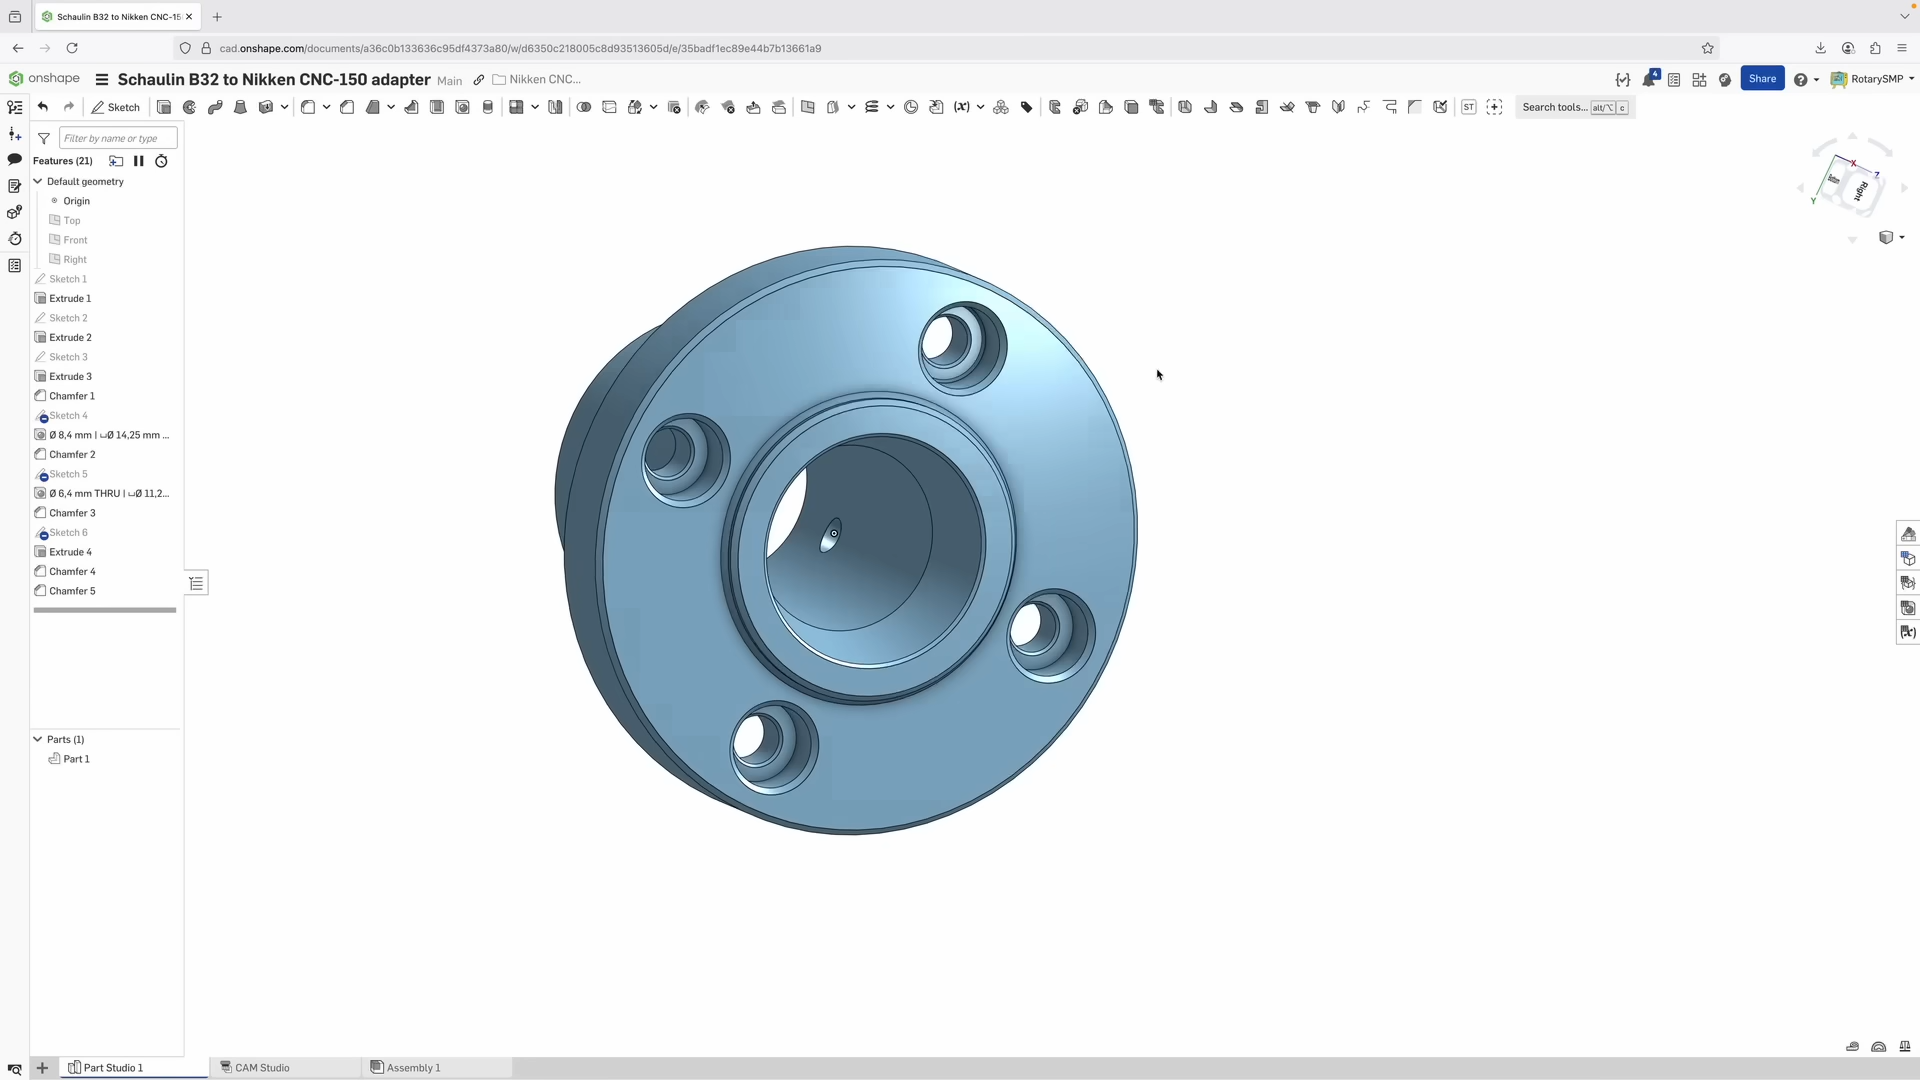 Schaulin B32 to Nikken CNC-15
cad.onshape.com/documents/a36c0b133636c95df4373a80/w/d6350c218005c8d93513605d/e/35badf1ec89e44b7b13661a9
onshape
Schaulin B32 to Nikken CNC-150 adapter
Main
Nikken CNC...
4
Share
RotarySMP
Sketch
(x)
ST
Search tools...
alt/⌥
c
Filter by name or type
Features (21)
Default geometry
Origin
Top
Front
Right
Sketch 1
Extrude 1
Sketch 2
Extrude 2
Sketch 3
Extrude 3
Chamfer 1
Sketch 4
Ø 8,4 mm | ⌴Ø 14,25 mm ...
Chamfer 2
Sketch 5
Ø 6,4 mm THRU | ⌴Ø 11,2...
Chamfer 3
Sketch 6
Extrude 4
Chamfer 4
Chamfer 5
Parts (1)
Part 1
X
Z
Y
Right
(x)
Part Studio 1
CAM Studio
Assembly 1